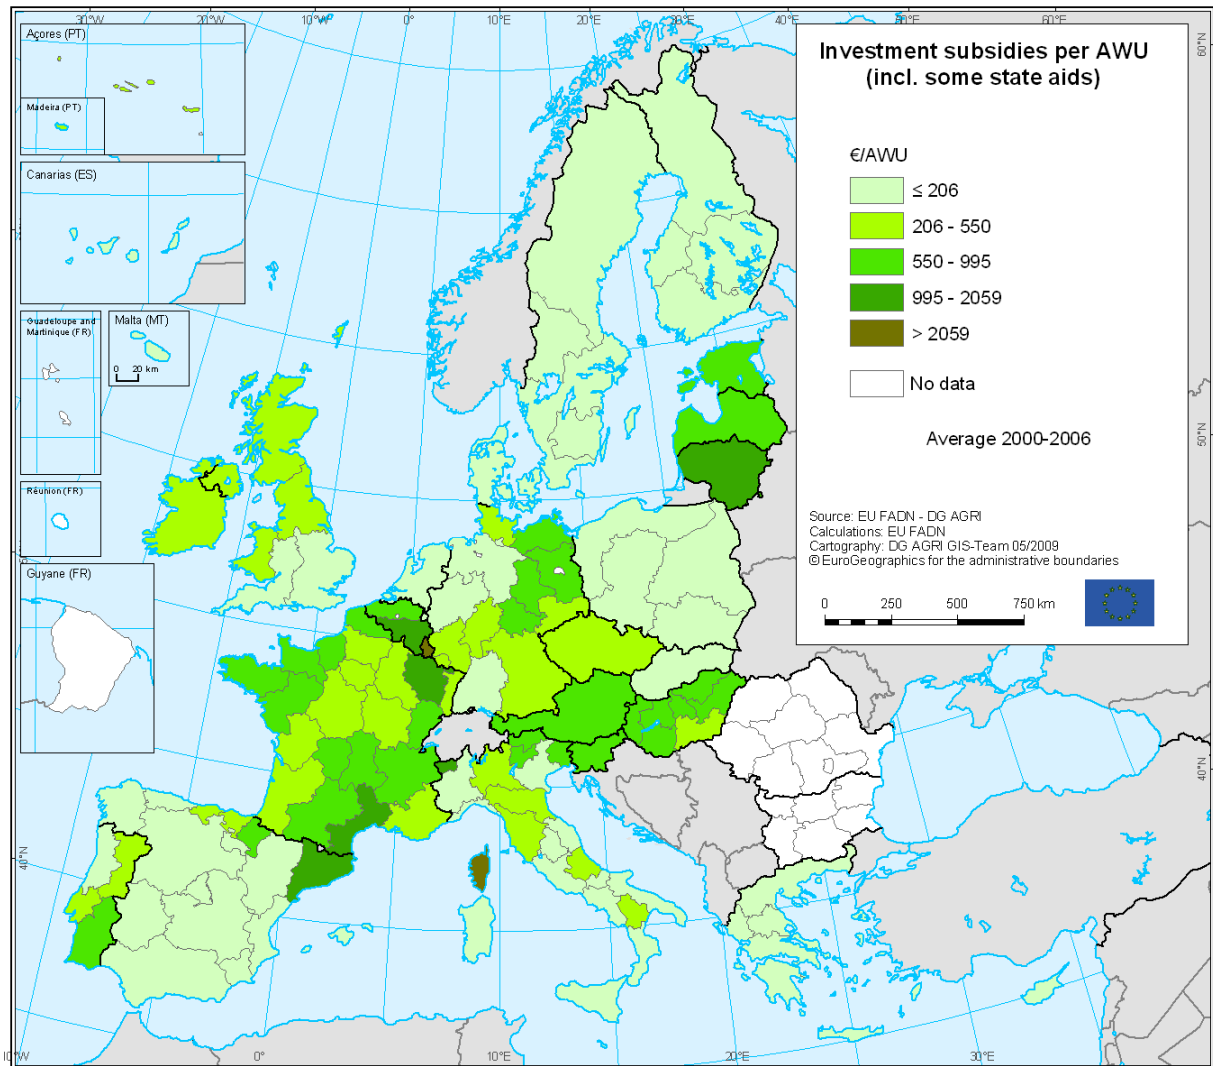 30°W
20°W
10°W
0°
10°E
20°E
30°E
40°E
50°E
60°E
Açores (PT)
Madeira (PT)
Canarias (ES)
Guadeloupe and
Martinique (FR)
Malta (MT)
0 20 km
Réunion (FR)
Guyane (FR)
Investment subsidies per AWU
(incl. some state aids)
€/AWU
≤ 206
206 - 550
550 - 995
995 - 2059
> 2059
No data
Average 2000-2006
Source: EU FADN - DG AGRI
Calculations: EU FADN
Cartography: DG AGRI GIS-Team 05/2009
© EuroGeographics for the administrative boundaries
0 250 500 750 km
60°N
50°N
40°N
40°N
10°W
0°
10°E
20°E
30°E